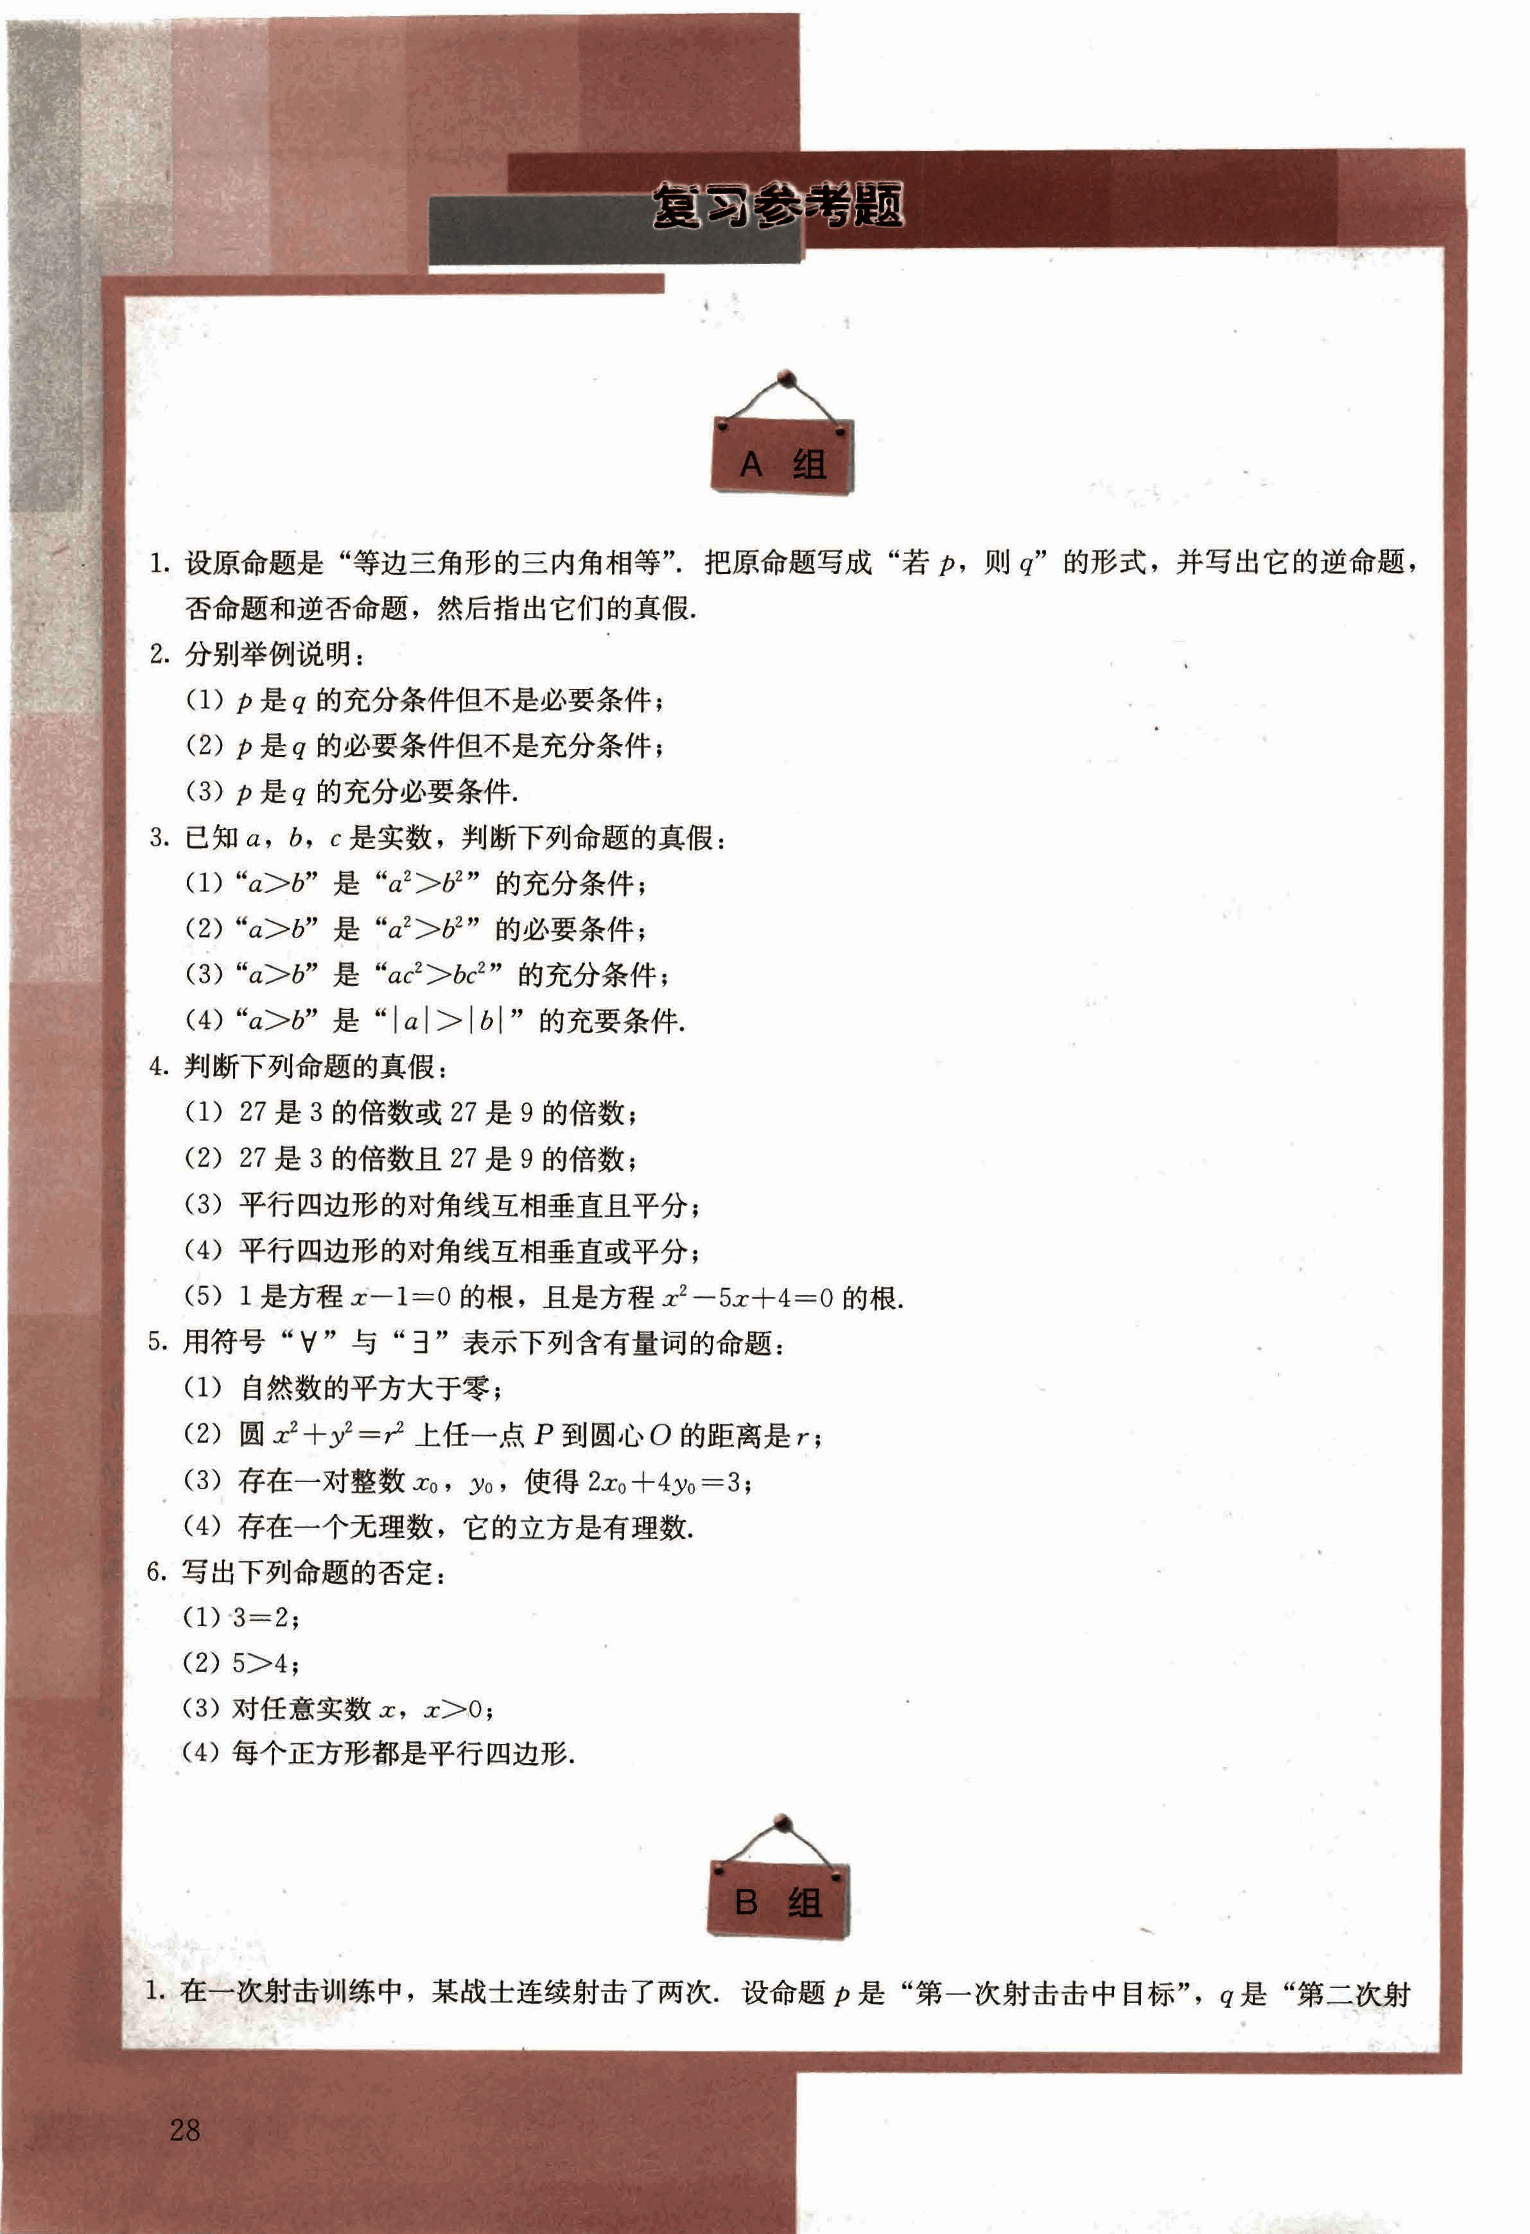 复习参考题
A 组
1. 设原命题是“等边三角形的三内角相等”. 把原命题写成“若 p，则 q”的形式，并写出它的逆命题，
否命题和逆否命题，然后指出它们的真假.
2. 分别举例说明：
（1）p 是 q 的充分条件但不是必要条件；
（2）p 是 q 的必要条件但不是充分条件；
（3）p 是 q 的充分必要条件.
3. 已知 a，b，c 是实数，判断下列命题的真假：
（1）“a＞b”是“a²＞b²”的充分条件；
（2）“a＞b”是“a²＞b²”的必要条件；
（3）“a＞b”是“ac²＞bc²”的充分条件；
（4）“a＞b”是“|a|＞|b|”的充要条件.
4. 判断下列命题的真假：
（1）27 是 3 的倍数或 27 是 9 的倍数；
（2）27 是 3 的倍数且 27 是 9 的倍数；
（3）平行四边形的对角线互相垂直且平分；
（4）平行四边形的对角线互相垂直或平分；
（5）1 是方程 x−1=0 的根，且是方程 x²−5x+4=0 的根.
5. 用符号“∀”与“∃”表示下列含有量词的命题：
（1）自然数的平方大于零；
（2）圆 x²+y²=r² 上任一点 P 到圆心 O 的距离是 r；
（3）存在一对整数 x₀，y₀，使得 2x₀+4y₀=3；
（4）存在一个无理数，它的立方是有理数.
6. 写出下列命题的否定：
（1）3=2；
（2）5＞4；
（3）对任意实数 x，x＞0；
（4）每个正方形都是平行四边形.
B 组
1. 在一次射击训练中，某战士连续射击了两次. 设命题 p 是“第一次射击击中目标”，q 是“第二次射
28